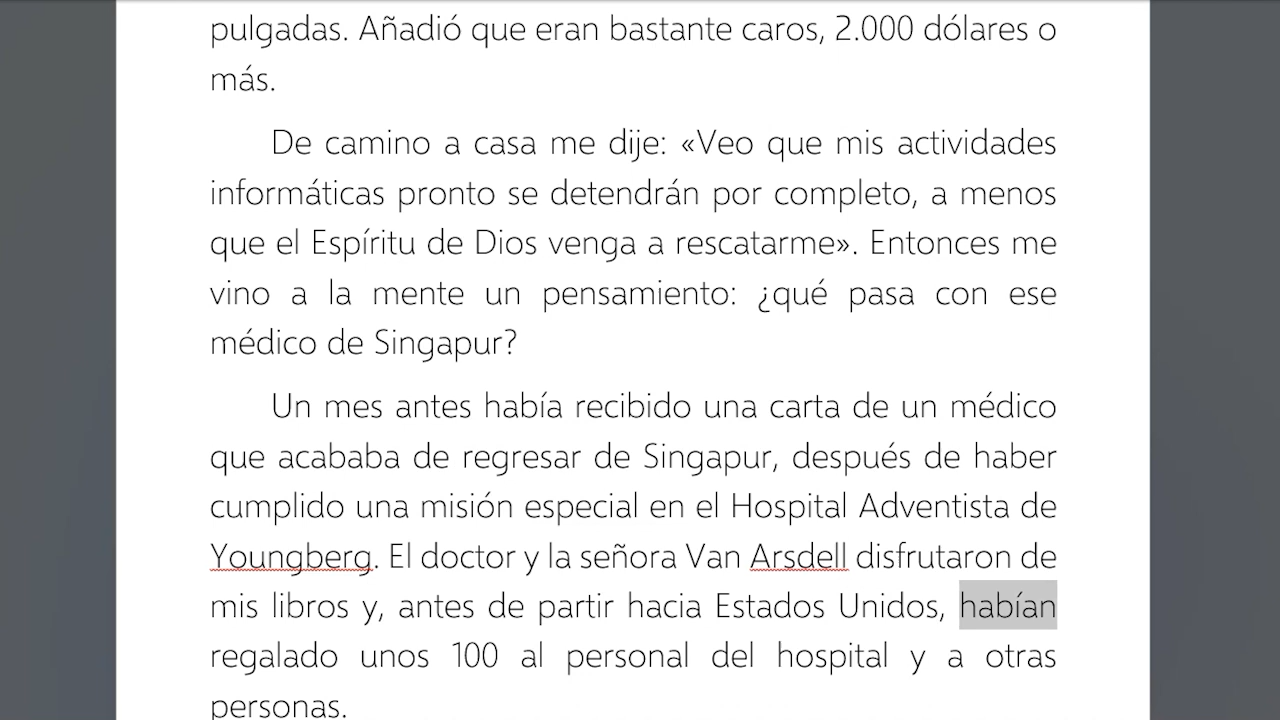 pulgadas. Añadió que eran bastante caros, 2.000 dólares o
más.
De camino a casa me dije: «Veo que mis actividades
informáticas pronto se detendrán por completo, a menos
que el Espíritu de Dios venga a rescatarme». Entonces me
vino a la mente un pensamiento: ¿qué pasa con ese
médico de Singapur?
Un mes antes había recibido una carta de un médico
que acababa de regresar de Singapur, después de haber
cumplido una misión especial en el Hospital Adventista de
Youngberg. El doctor y la señora Van Arsdell disfrutaron de
mis libros y, antes de partir hacia Estados Unidos, habían
regalado unos 100 al personal del hospital y a otras
personas.